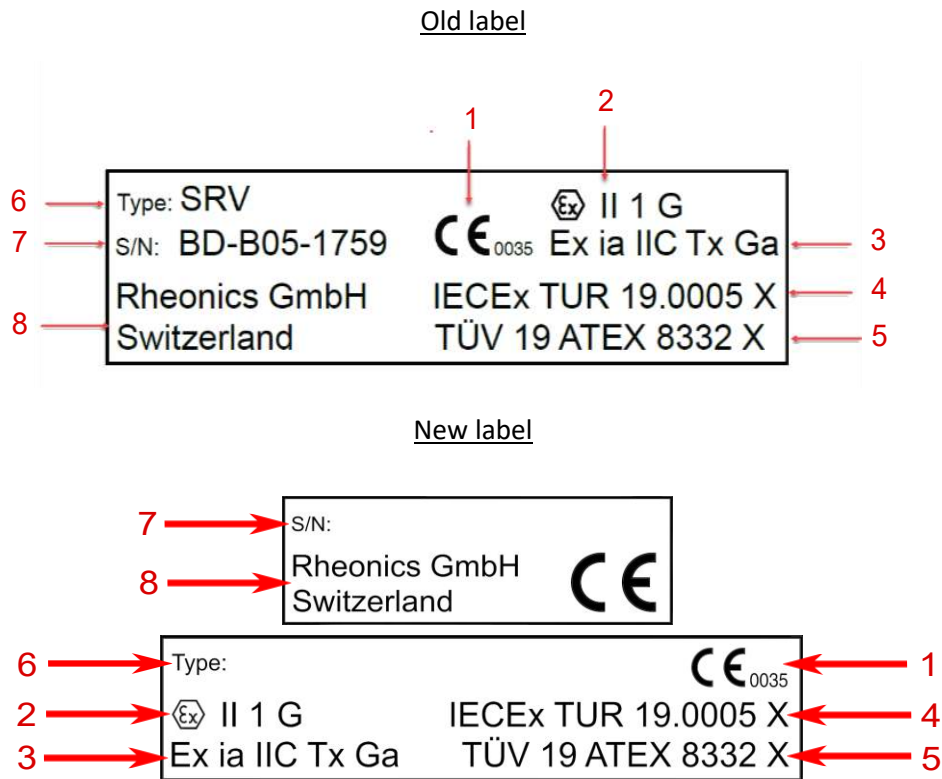 Old label
1
2
6
Type: SRV
II 1 G
7
S/N: BD-B05-1759
CE 0035
Ex ia IIC Tx Ga
3
Rheonics GmbH
IECEx TUR 19.0005 X
4
8
Switzerland
TÜV 19 ATEX 8332 X
5
New label
7
S/N:
8
Rheonics GmbH
Switzerland
CE
6
Type:
CE 0035
1
2
Ex II 1 G
IECEx TUR 19.0005 X
4
3
Ex ia IIC Tx Ga
TÜV 19 ATEX 8332 X
5